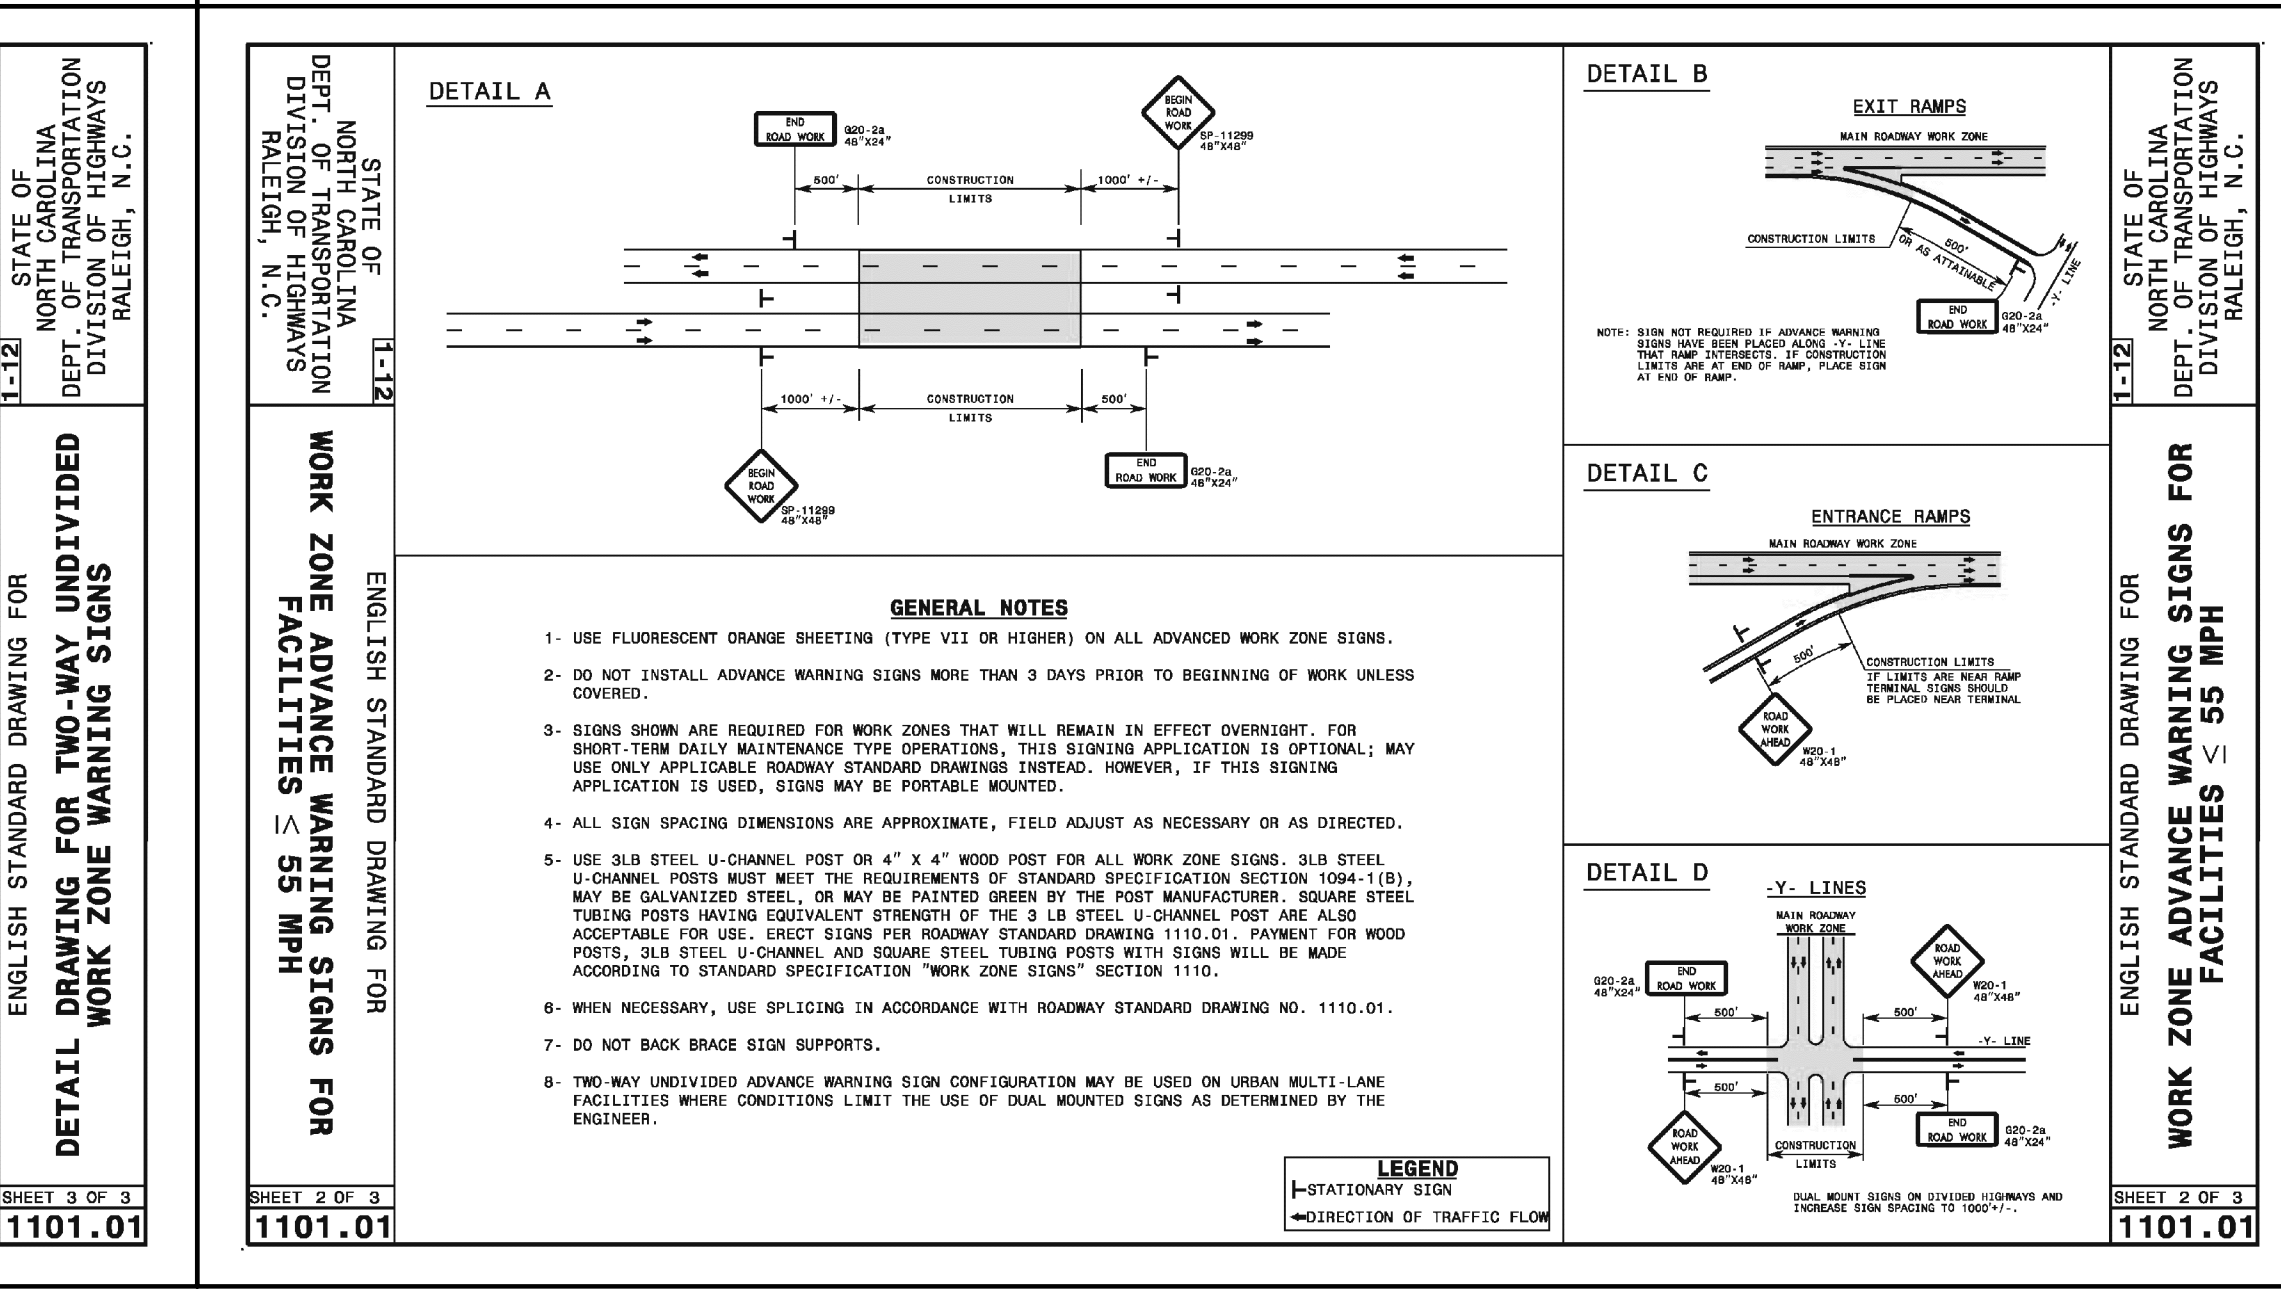 STATE OF
NORTH CAROLINA
DEPT. OF TRANSPORTATION
DIVISION OF HIGHWAYS
RALEIGH, N.C.
1-12
ENGLISH STANDARD DRAWING FOR
DETAIL DRAWING FOR TWO-WAY UNDIVIDED
WORK ZONE WARNING SIGNS
SHEET 3 OF 3
1101.01
STATE OF
NORTH CAROLINA
DEPT. OF TRANSPORTATION
DIVISION OF HIGHWAYS
RALEIGH, N.C.
1-12
ENGLISH STANDARD DRAWING FOR
WORK ZONE ADVANCE WARNING SIGNS FOR
FACILITIES ≤ 55 MPH
SHEET 2 OF 3
1101.01
DETAIL A
END
ROAD WORK
G20-2a
48"X24"
BEGIN
ROAD
WORK
SP-11299
48"X48"
500'
CONSTRUCTION
LIMITS
1000' +/-
1000' +/-
CONSTRUCTION
LIMITS
500'
BEGIN
ROAD
WORK
SP-11299
48"X48"
END
ROAD WORK
G20-2a
48"X24"
GENERAL NOTES
1- USE FLUORESCENT ORANGE SHEETING (TYPE VII OR HIGHER) ON ALL ADVANCED WORK ZONE SIGNS.
2- DO NOT INSTALL ADVANCE WARNING SIGNS MORE THAN 3 DAYS PRIOR TO BEGINNING OF WORK UNLESS
COVERED.
3- SIGNS SHOWN ARE REQUIRED FOR WORK ZONES THAT WILL REMAIN IN EFFECT OVERNIGHT. FOR
SHORT-TERM DAILY MAINTENANCE TYPE OPERATIONS, THIS SIGNING APPLICATION IS OPTIONAL; MAY
USE ONLY APPLICABLE ROADWAY STANDARD DRAWINGS INSTEAD. HOWEVER, IF THIS SIGNING
APPLICATION IS USED, SIGNS MAY BE PORTABLE MOUNTED.
4- ALL SIGN SPACING DIMENSIONS ARE APPROXIMATE, FIELD ADJUST AS NECESSARY OR AS DIRECTED.
5- USE 3LB STEEL U-CHANNEL POST OR 4" X 4" WOOD POST FOR ALL WORK ZONE SIGNS. 3LB STEEL
U-CHANNEL POSTS MUST MEET THE REQUIREMENTS OF STANDARD SPECIFICATION SECTION 1094-1(B),
MAY BE GALVANIZED STEEL, OR MAY BE PAINTED GREEN BY THE POST MANUFACTURER. SQUARE STEEL
TUBING POSTS HAVING EQUIVALENT STRENGTH OF THE 3 LB STEEL U-CHANNEL POST ARE ALSO
ACCEPTABLE FOR USE. ERECT SIGNS PER ROADWAY STANDARD DRAWING 1110.01. PAYMENT FOR WOOD
POSTS, 3LB STEEL U-CHANNEL AND SQUARE STEEL TUBING POSTS WITH SIGNS WILL BE MADE
ACCORDING TO STANDARD SPECIFICATION "WORK ZONE SIGNS" SECTION 1110.
6- WHEN NECESSARY, USE SPLICING IN ACCORDANCE WITH ROADWAY STANDARD DRAWING NO. 1110.01.
7- DO NOT BACK BRACE SIGN SUPPORTS.
8- TWO-WAY UNDIVIDED ADVANCE WARNING SIGN CONFIGURATION MAY BE USED ON URBAN MULTI-LANE
FACILITIES WHERE CONDITIONS LIMIT THE USE OF DUAL MOUNTED SIGNS AS DETERMINED BY THE
ENGINEER.
LEGEND
STATIONARY SIGN
DIRECTION OF TRAFFIC FLOW
DETAIL B
EXIT RAMPS
MAIN ROADWAY WORK ZONE
CONSTRUCTION LIMITS
500'
OR AS ATTAINABLE
-Y- LINE
END
ROAD WORK
G20-2a
48"X24"
NOTE: SIGN NOT REQUIRED IF ADVANCE WARNING
SIGNS HAVE BEEN PLACED ALONG -Y- LINE
THAT RAMP INTERSECTS. IF CONSTRUCTION
LIMITS ARE AT END OF RAMP, PLACE SIGN
AT END OF RAMP.
DETAIL C
ENTRANCE RAMPS
MAIN ROADWAY WORK ZONE
500'
CONSTRUCTION LIMITS
IF LIMITS ARE NEAR RAMP
TERMINAL SIGNS SHOULD
BE PLACED NEAR TERMINAL
ROAD
WORK
AHEAD
W20-1
48"X48"
DETAIL D
-Y- LINES
MAIN ROADWAY
WORK ZONE
G20-2a
48"X24"
END
ROAD WORK
ROAD
WORK
AHEAD
W20-1
48"X48"
500'
500'
-Y- LINE
500'
500'
ROAD
WORK
AHEAD
W20-1
48"X48"
CONSTRUCTION
LIMITS
END
ROAD WORK
G20-2a
48"X24"
DUAL MOUNT SIGNS ON DIVIDED HIGHWAYS AND
INCREASE SIGN SPACING TO 1000'+/-.
STATE OF
NORTH CAROLINA
DEPT. OF TRANSPORTATION
DIVISION OF HIGHWAYS
RALEIGH, N.C.
1-12
ENGLISH STANDARD DRAWING FOR
WORK ZONE ADVANCE WARNING SIGNS FOR
FACILITIES ≤ 55 MPH
SHEET 2 OF 3
1101.01